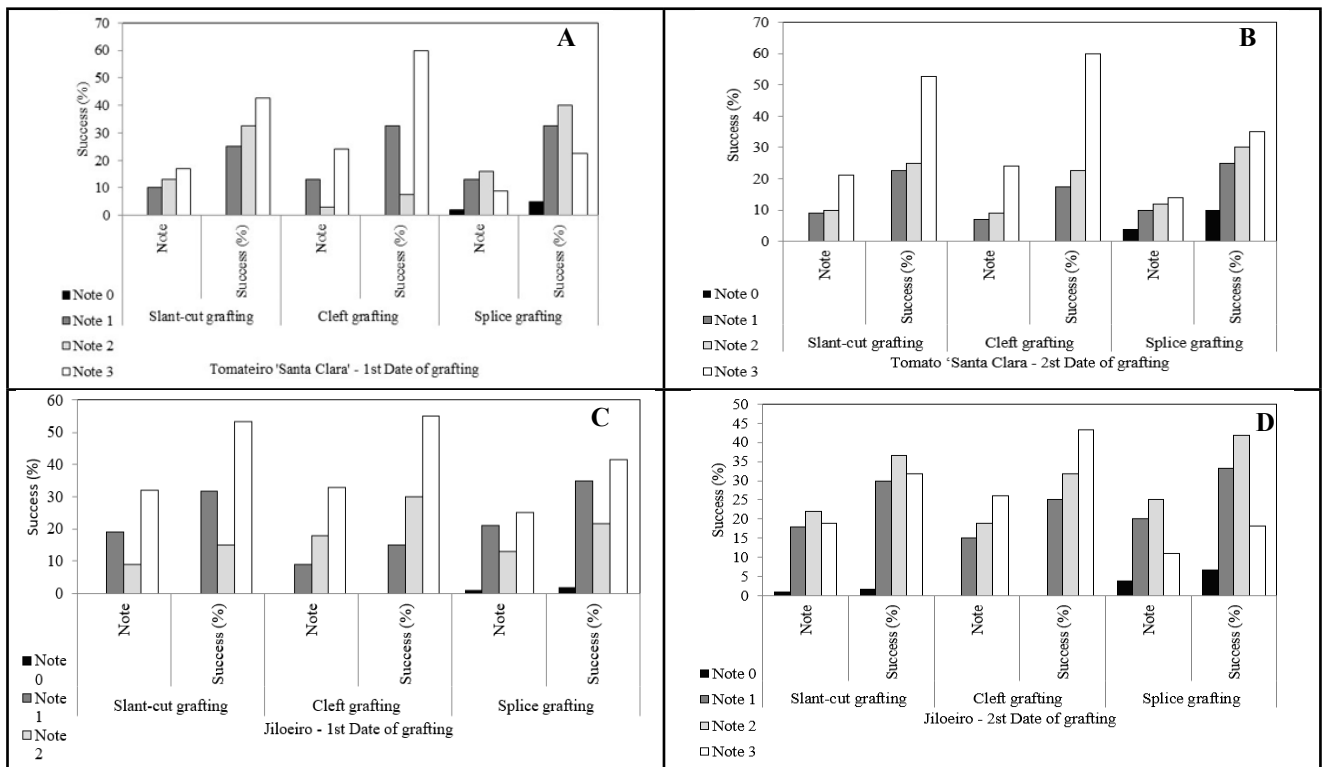 A
70
60
50
40
30
20
10
0
Success (%)
Note
Success (%)
Note
Success (%)
Note
Success (%)
Slant-cut grafting
Cleft grafting
Splice grafting
Note 0
Note 1
Note 2
Note 3
Tomateiro 'Santa Clara' - 1st Date of grafting
B
70
60
50
40
30
20
10
0
Success (%)
Note
Success (%)
Note
Success (%)
Note
Success (%)
Slant-cut grafting
Cleft grafting
Splice grafting
Note 0
Note 1
Note 2
Note 3
Tomato ‘Santa Clara - 2st Date of grafting
C
60
50
40
30
20
10
0
Success (%)
Note
Success (%)
Note
Success (%)
Note
Success (%)
Slant-cut grafting
Cleft grafting
Splice grafting
Note
0
Note
1
Note
2
Jiloeiro - 1st Date of grafting
D
50
45
40
35
30
25
20
15
10
5
0
Success (%)
Note
Success (%)
Note
Success (%)
Note
Success (%)
Slant-cut grafting
Cleft grafting
Splice grafting
Note 0
Note 1
Note 2
Note 3
Jiloeiro - 2st Date of grafting